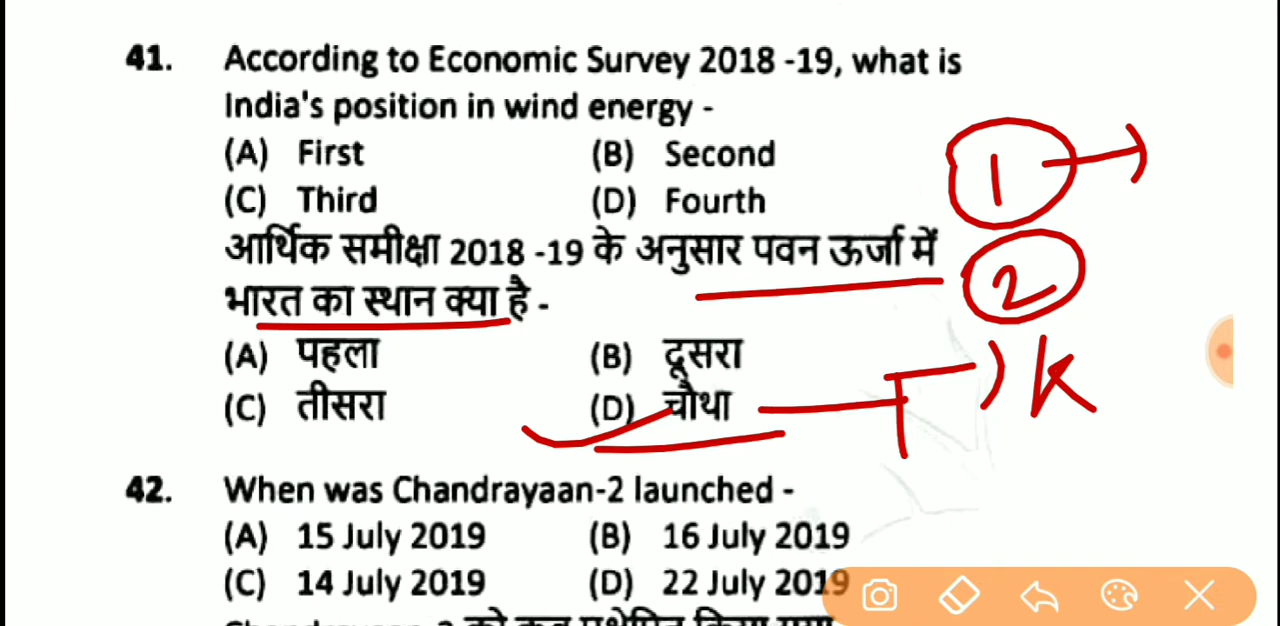 41. According to Economic Survey 2018 -19, what is
India's position in wind energy -
(A) First (B) Second
(C) Third (D) Fourth
आर्थिक समीक्षा 2018 -19 के अनुसार पवन ऊर्जा में
भारत का स्थान क्या है -
(A) पहला (B) दूसरा
(C) तीसरा (D) चौथा
1
2
k
42. When was Chandrayaan-2 launched -
(A) 15 July 2019 (B) 16 July 2019
(C) 14 July 2019 (D) 22 July 2019